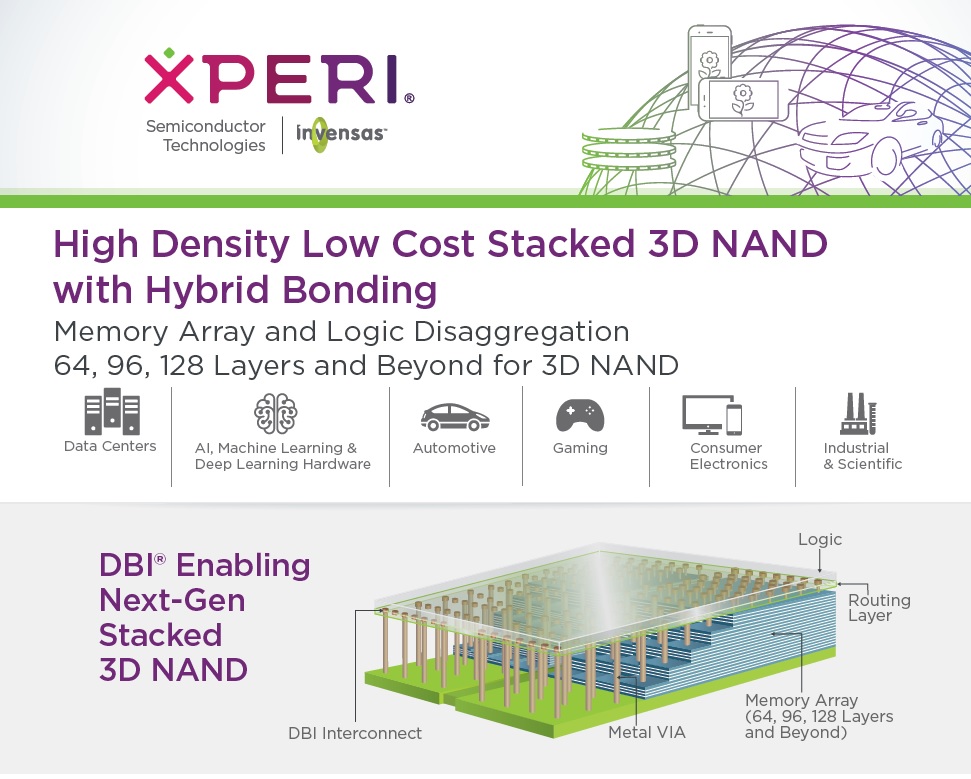 XPERI®
Semiconductor
Technologies
invensas™
High Density Low Cost Stacked 3D NAND
with Hybrid Bonding
Memory Array and Logic Disaggregation
64, 96, 128 Layers and Beyond for 3D NAND
Data Centers
AI, Machine Learning &
Deep Learning Hardware
Automotive
Gaming
Consumer
Electronics
Industrial
& Scientific
DBI® Enabling
Next-Gen
Stacked
3D NAND
Logic
Routing
Layer
Memory Array
(64, 96, 128 Layers
and Beyond)
Metal VIA
DBI Interconnect